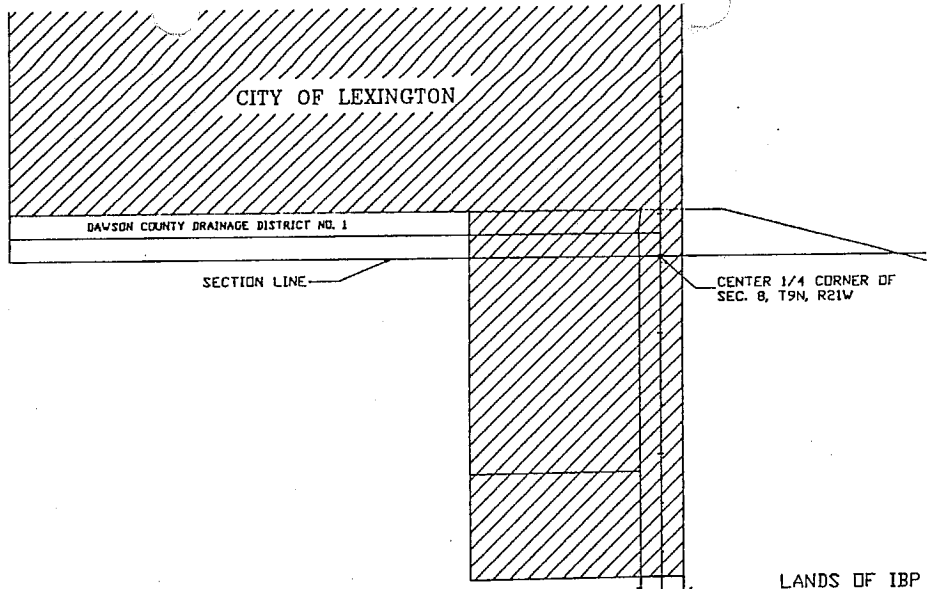 CITY OF LEXINGTON
DAWSON COUNTY DRAINAGE DISTRICT NO. 1
SECTION LINE
CENTER 1/4 CORNER OF
SEC. 8, T9N, R21W
LANDS OF IBP